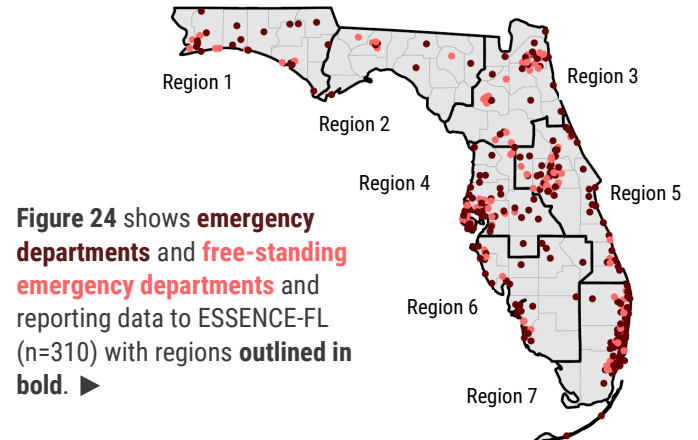 Region 1
Region 2
Region 3
Region 4
Region 5
Figure 24 shows emergency
departments and free-standing
emergency departments and
reporting data to ESSENCE-FL
(n=310) with regions outlined in
bold. ►
Region 6
Region 7